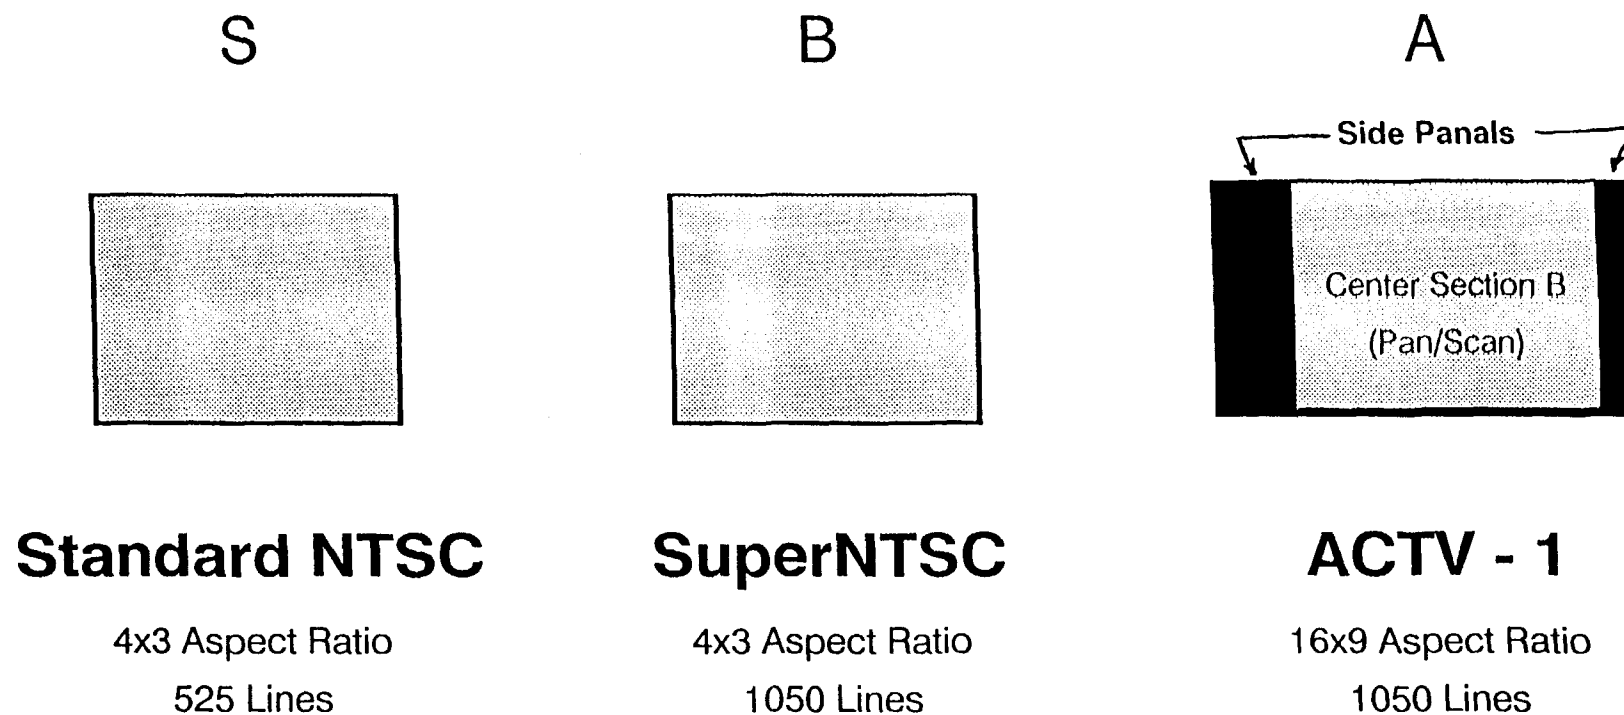 S
B
A
Side Panals
Center Section B
(Pan/Scan)
Standard NTSC
4x3 Aspect Ratio
525 Lines
SuperNTSC
4x3 Aspect Ratio
1050 Lines
ACTV - 1
16x9 Aspect Ratio
1050 Lines